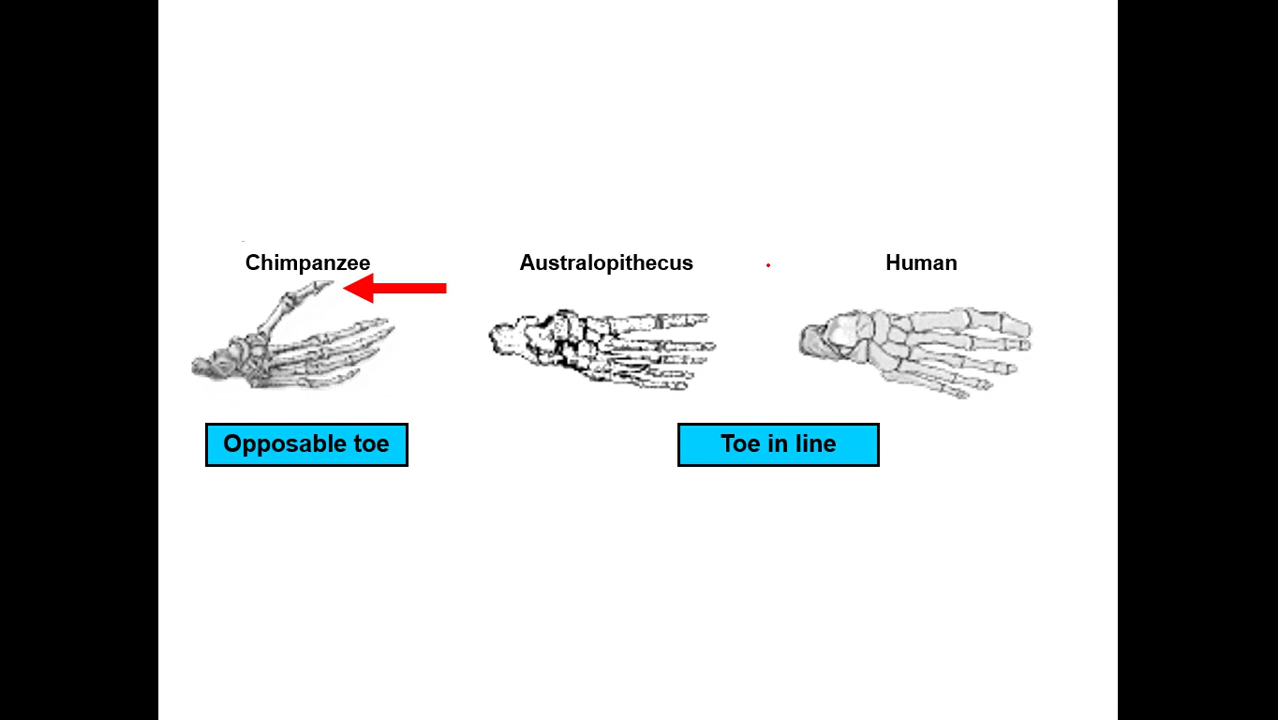 Chimpanzee
Australopithecus
Human
Opposable toe
Toe in line